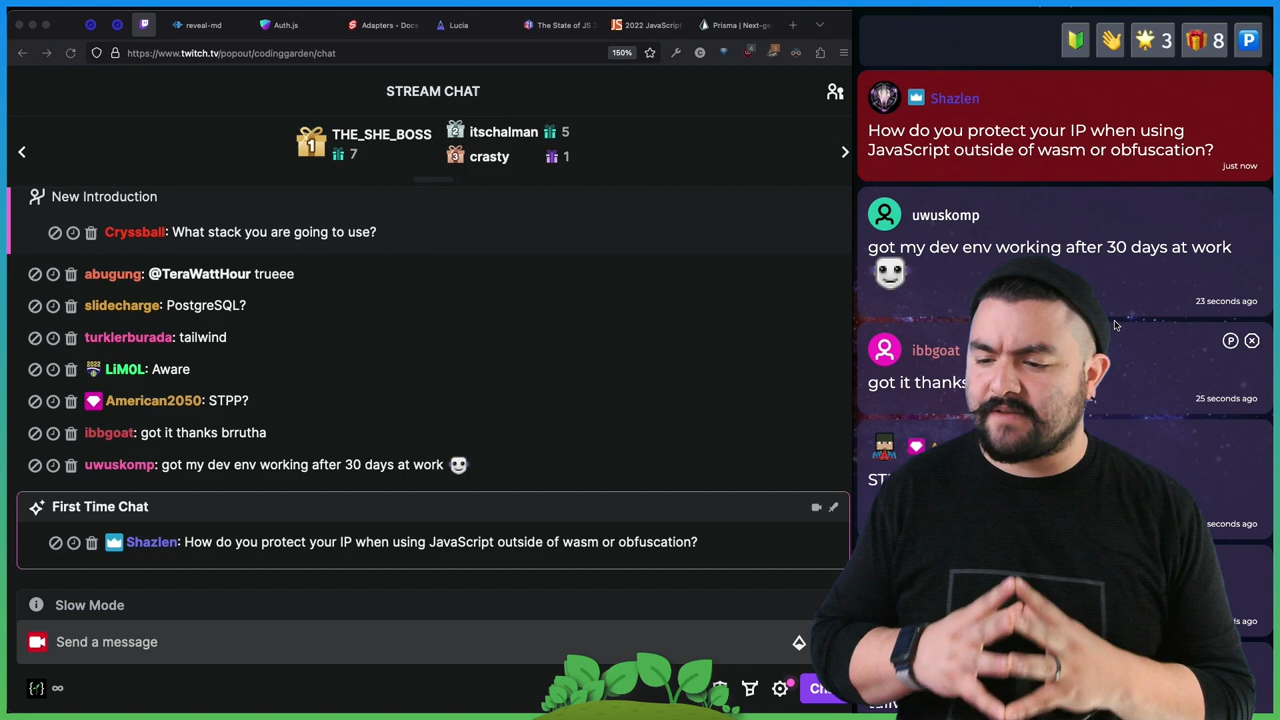 reveal-md
Auth.js
Adapters - Docs
Lucia
The State of JS
2022 JavaScript
Prisma | Next-ge
https://www.twitch.tv/popout/codinggarden/chat
150%
STREAM CHAT
1 THE_SHE_BOSS
7
2 itschalman 5
3 crasty 1
New Introduction
Cryssball: What stack you are going to use?
abugung: @TeraWattHour trueee
slidecharge: PostgreSQL?
turklerburada: tailwind
LiM0L: Aware
American2050: STPP?
ibbgoat: got it thanks brrutha
uwuskomp: got my dev env working after 30 days at work
First Time Chat
Shazlen: How do you protect your IP when using JavaScript outside of wasm or obfuscation?
Slow Mode
Send a message
∞
3
8
P
Shazlen
How do you protect your IP when using
JavaScript outside of wasm or obfuscation?
just now
uwuskomp
got my dev env working after 30 days at work
23 seconds ago
ibbgoat
P
got it thanks
25 seconds ago
seconds ago